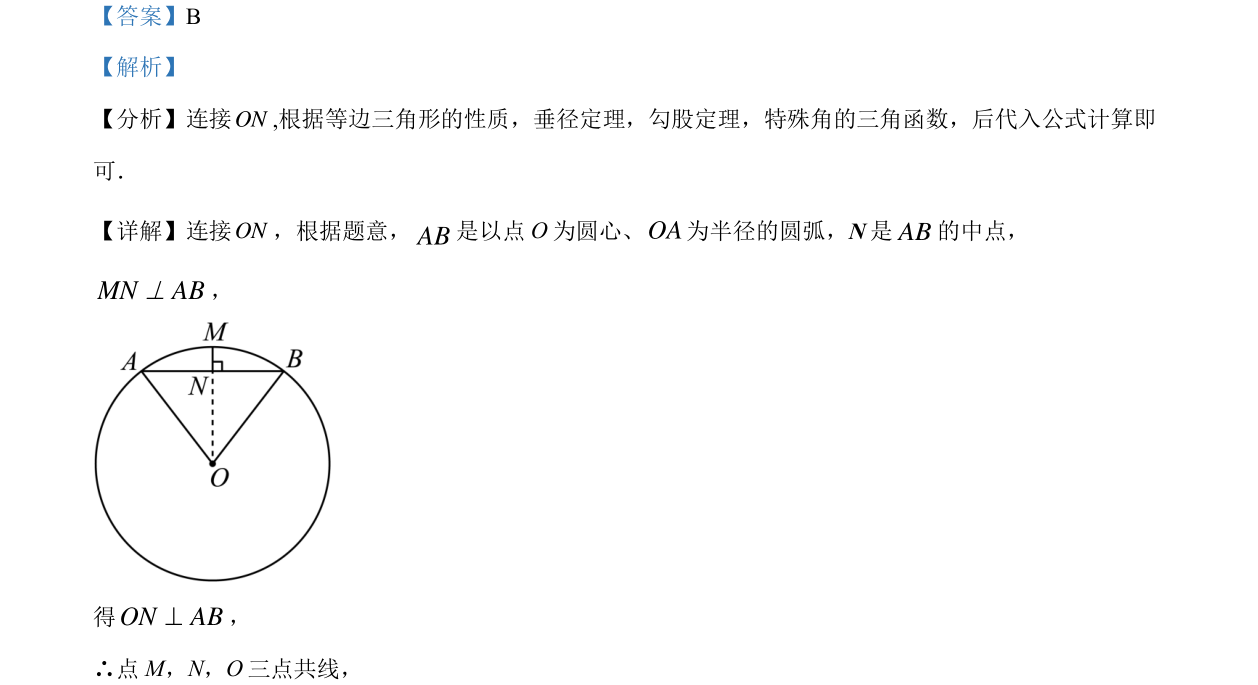 【答案】B
【解析】
【分析】连接ON,根据等边三角形的性质，垂径定理，勾股定理，特殊角的三角函数，后代入公式计算即
可．
【详解】连接ON，根据题意，AB是以点O为圆心、OA为半径的圆弧，N是AB的中点，
MN⊥AB，
M
A
B
N
O
得ON⊥AB，
∴点M，N，O三点共线，